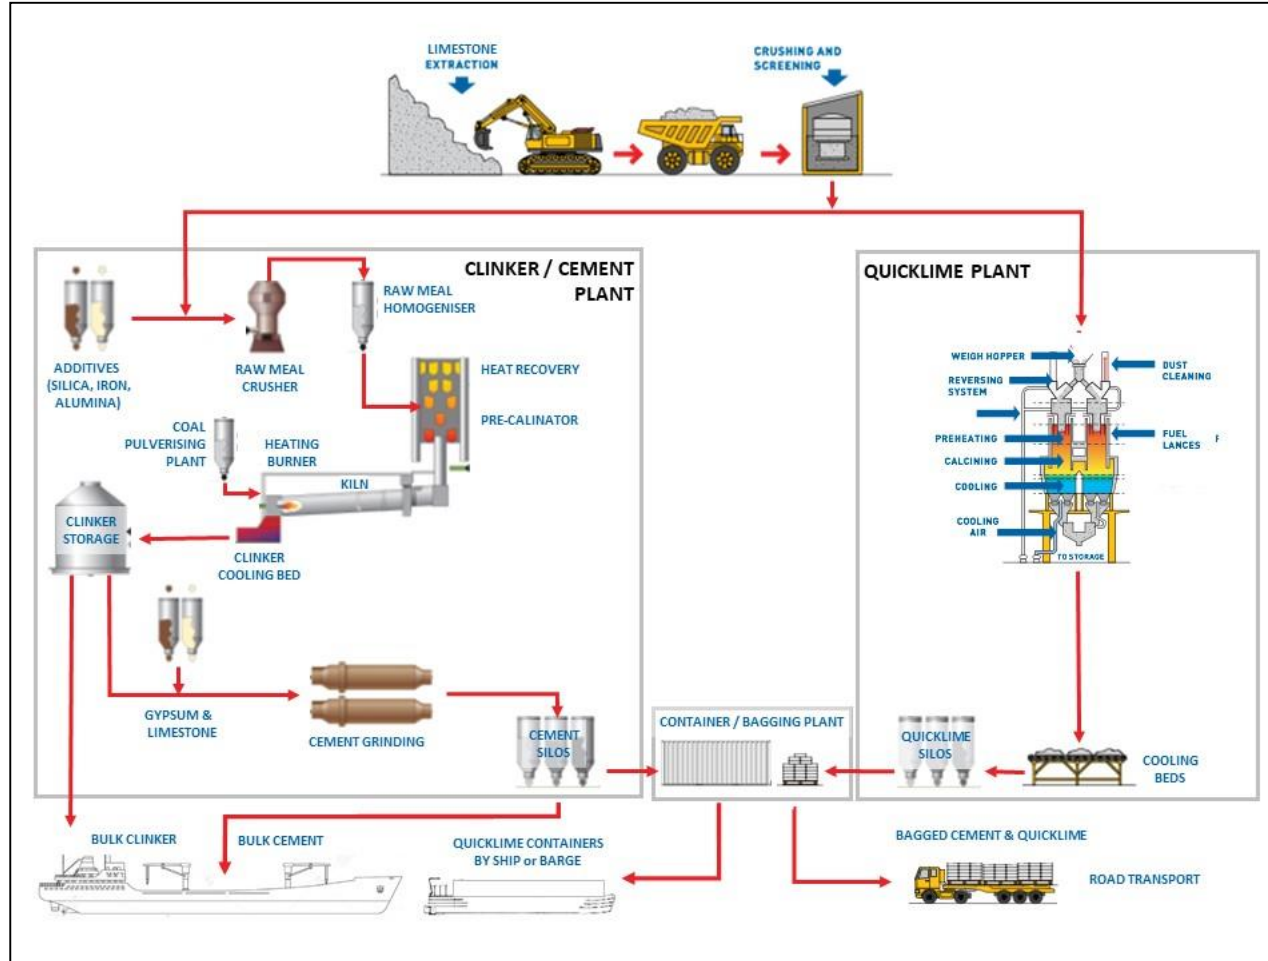 LIMESTONE
EXTRACTION
CRUSHING AND
SCREENING
CLINKER / CEMENT
PLANT
QUICKLIME PLANT
RAW MEAL
HOMOGENISER
ADDITIVES
(SILICA, IRON,
ALUMINA)
RAW MEAL
CRUSHER
HEAT RECOVERY
PRE-CALINATOR
COAL
PULVERISING
PLANT
HEATING
BURNER
KILN
CLINKER
STORAGE
CLINKER
COOLING BED
WEIGH HOPPER
REVERSING
SYSTEM
DUST
CLEANING
PREHEATING
FUEL
LANCES
F
CALCINING
COOLING
COOLING
AIR
TO STORAGE
GYPSUM &
LIMESTONE
CEMENT GRINDING
CEMENT
SILOS
CONTAINER / BAGGING PLANT
QUICKLIME
SILOS
COOLING
BEDS
BULK CLINKER
BULK CEMENT
QUICKLIME CONTAINERS
BY SHIP or BARGE
BAGGED CEMENT & QUICKLIME
ROAD TRANSPORT